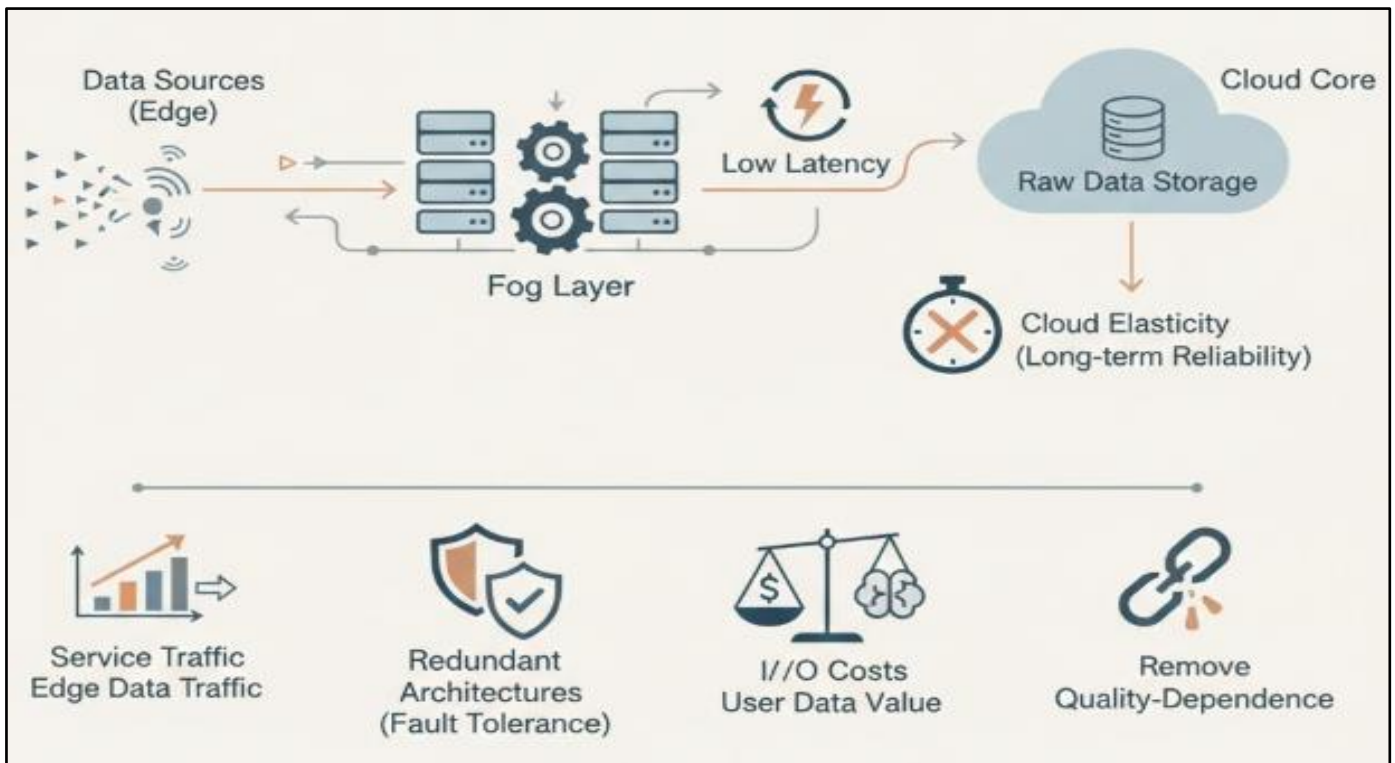 Data Sources
(Edge)
Fog Layer
Low Latency
Cloud Core
Raw Data Storage
Cloud Elasticity
(Long-term Reliability)
Service Traffic
Edge Data Traffic
Redundant
Architectures
(Fault Tolerance)
$
I//O Costs
User Data Value
Remove
Quality-Dependence